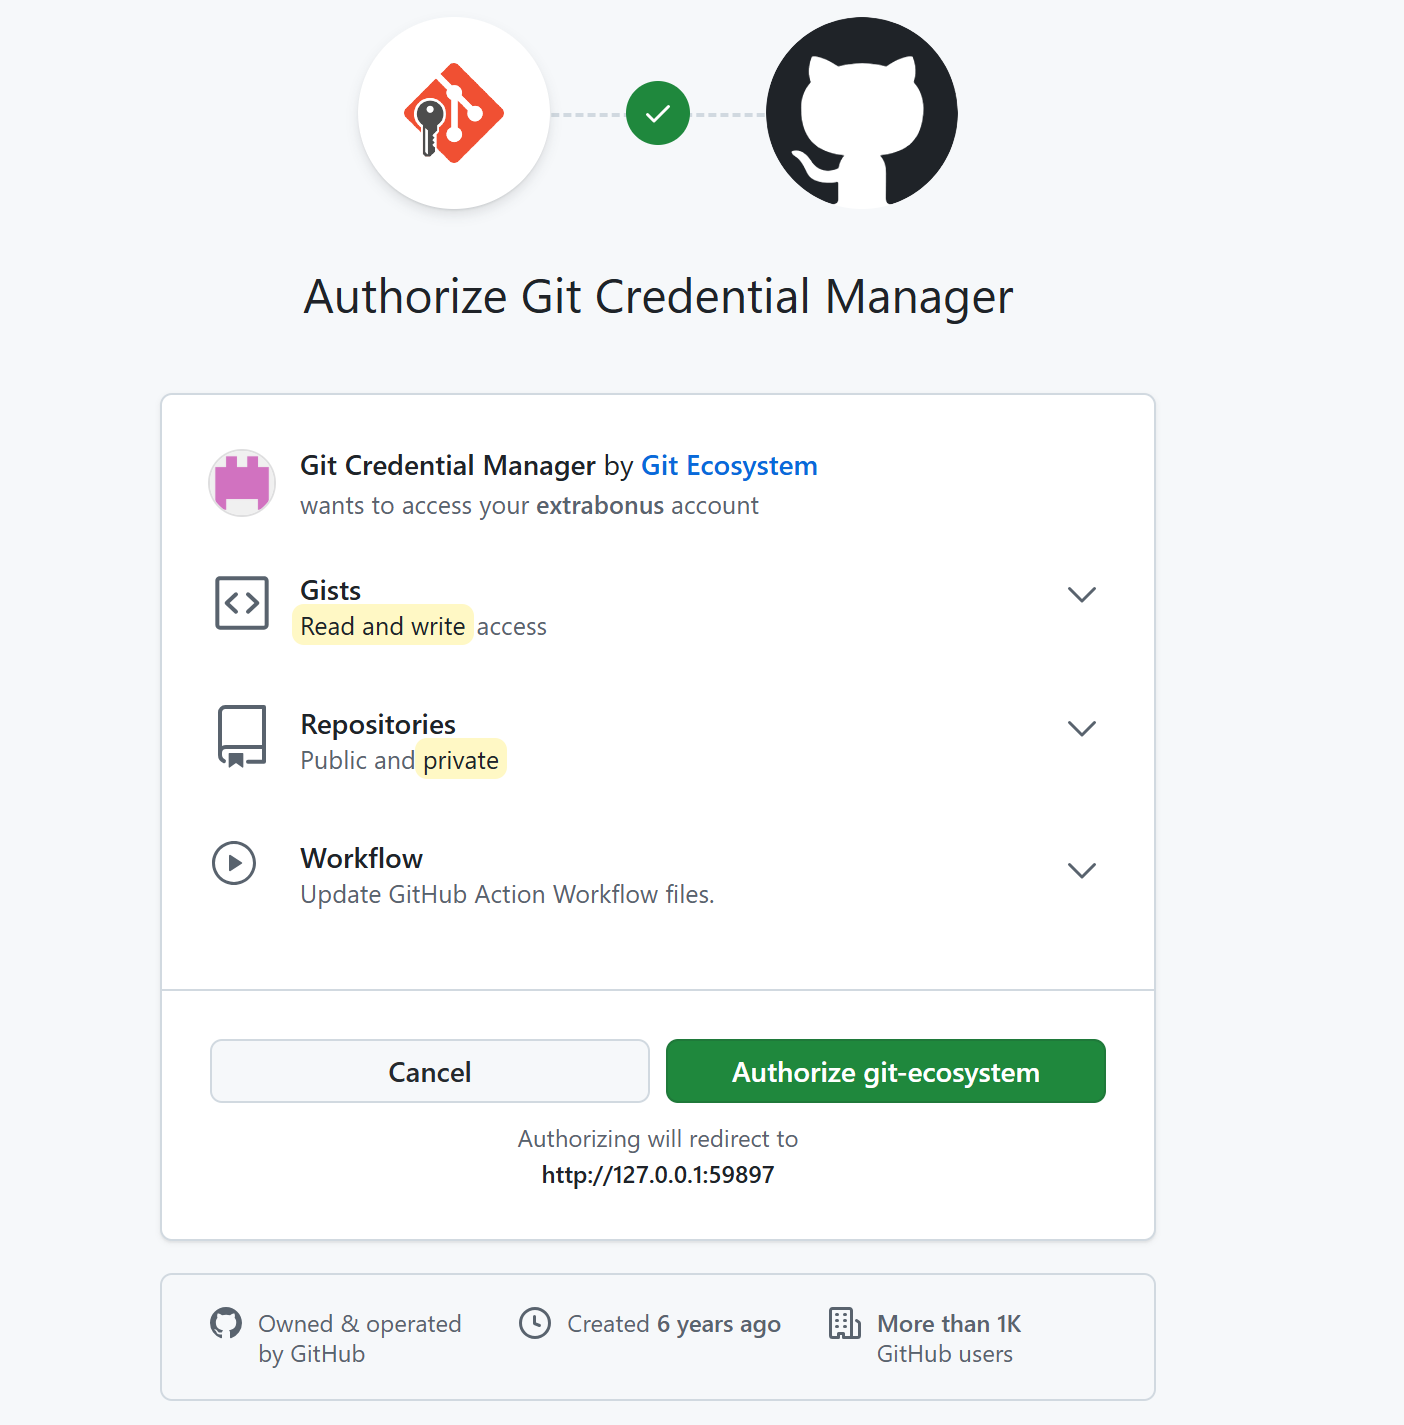 Authorize Git Credential Manager
Git Credential Manager by Git Ecosystem
wants to access your extrabonus account
Gists
Read and write access
Repositories
Public and private
Workflow
Update GitHub Action Workflow files.
Cancel
Authorize git-ecosystem
Authorizing will redirect to
http://127.0.0.1:59897
Owned & operated
by GitHub
Created 6 years ago
More than 1K
GitHub users